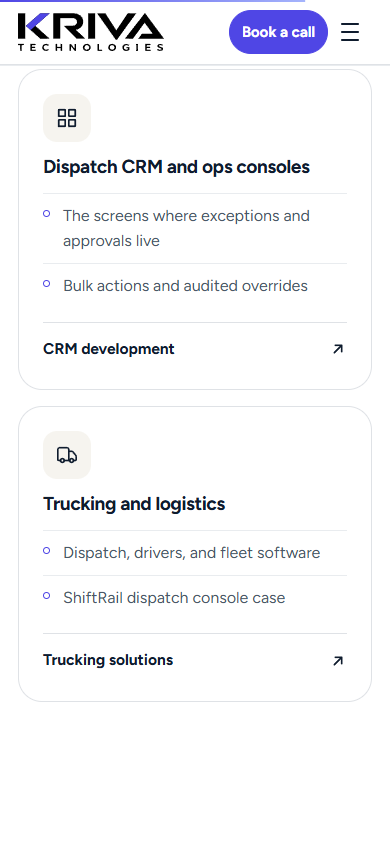 KRIVA
TECHNOLOGIES
Book a call
Dispatch CRM and ops consoles
The screens where exceptions and
approvals live
Bulk actions and audited overrides
CRM development
Trucking and logistics
Dispatch, drivers, and fleet software
ShiftRail dispatch console case
Trucking solutions